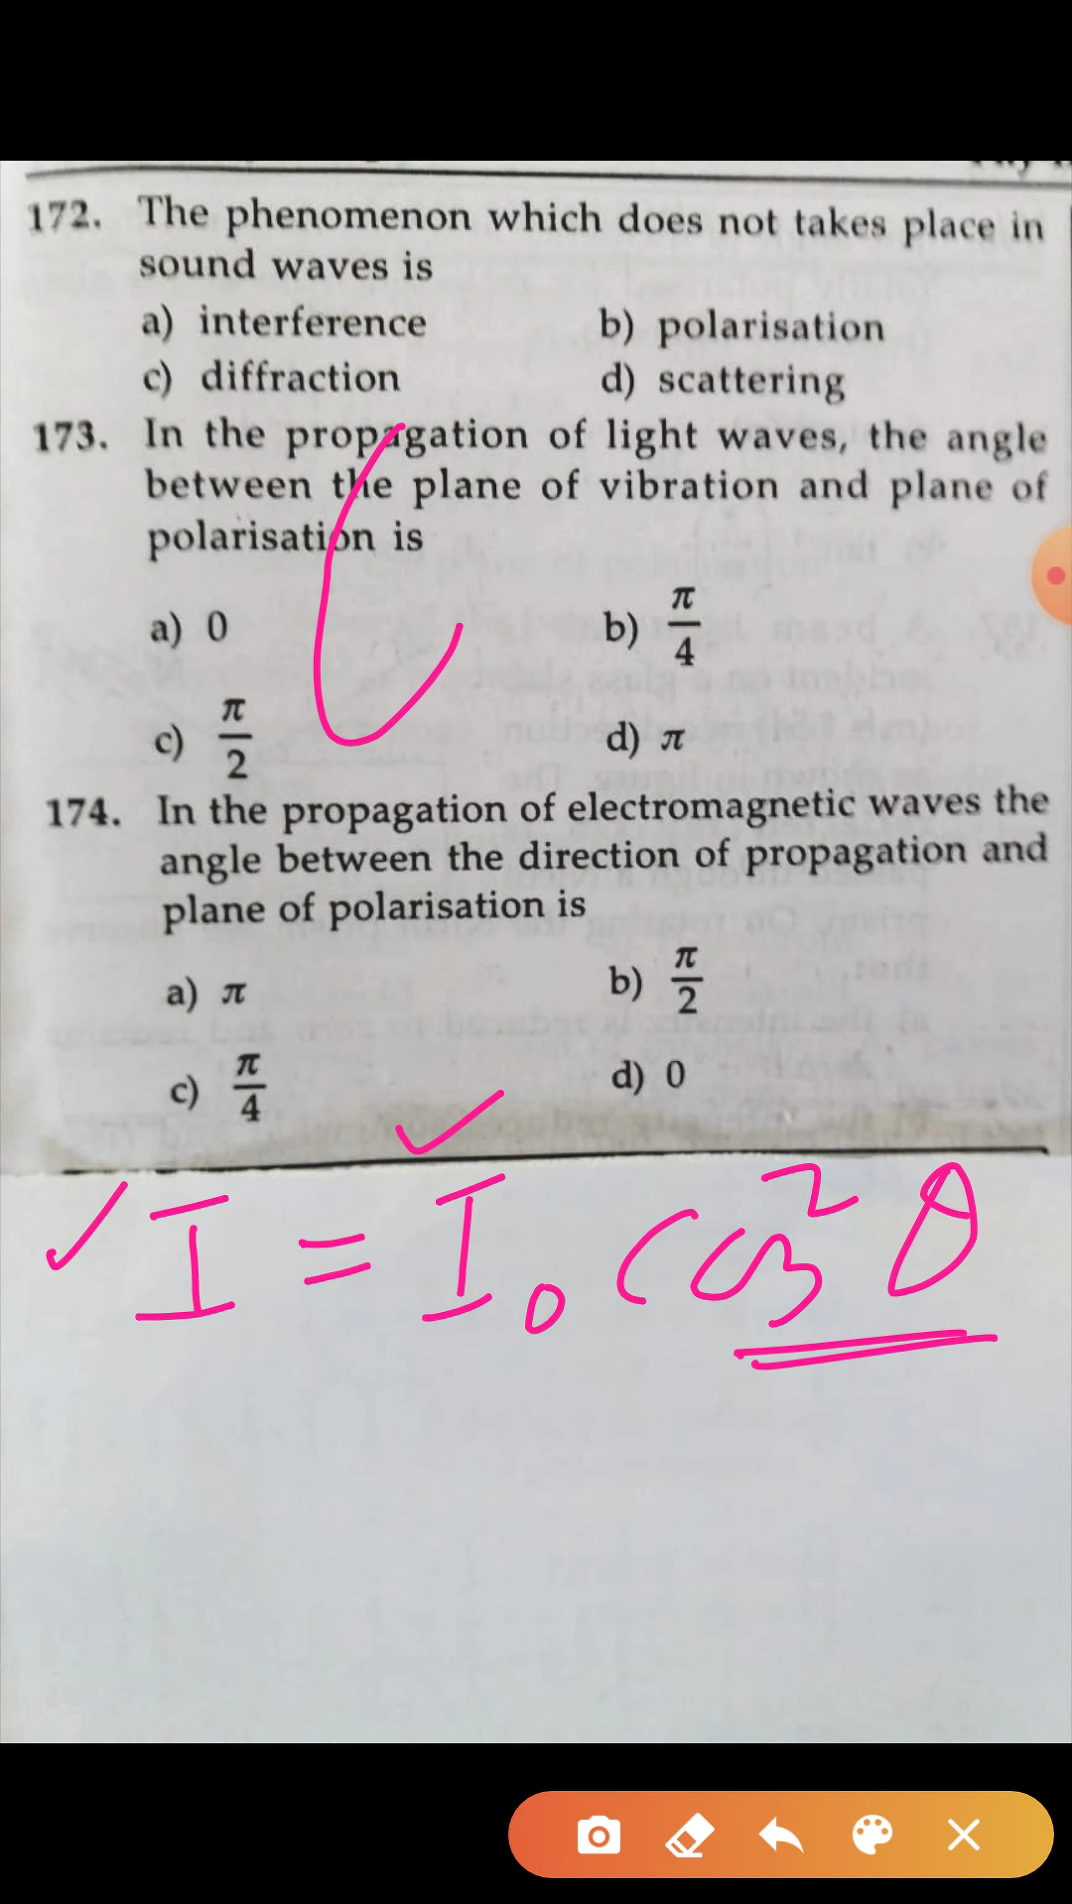 172. The phenomenon which does not takes place in
sound waves is
a) interference b) polarisation
c) diffraction d) scattering
173. In the propagation of light waves, the angle
between the plane of vibration and plane of
polarisation is
a) 0 b) π/4
c) π/2 d) π
174. In the propagation of electromagnetic waves the
angle between the direction of propagation and
plane of polarisation is
a) π b) π/2
c) π/4 d) 0
I = I₀ cos² θ